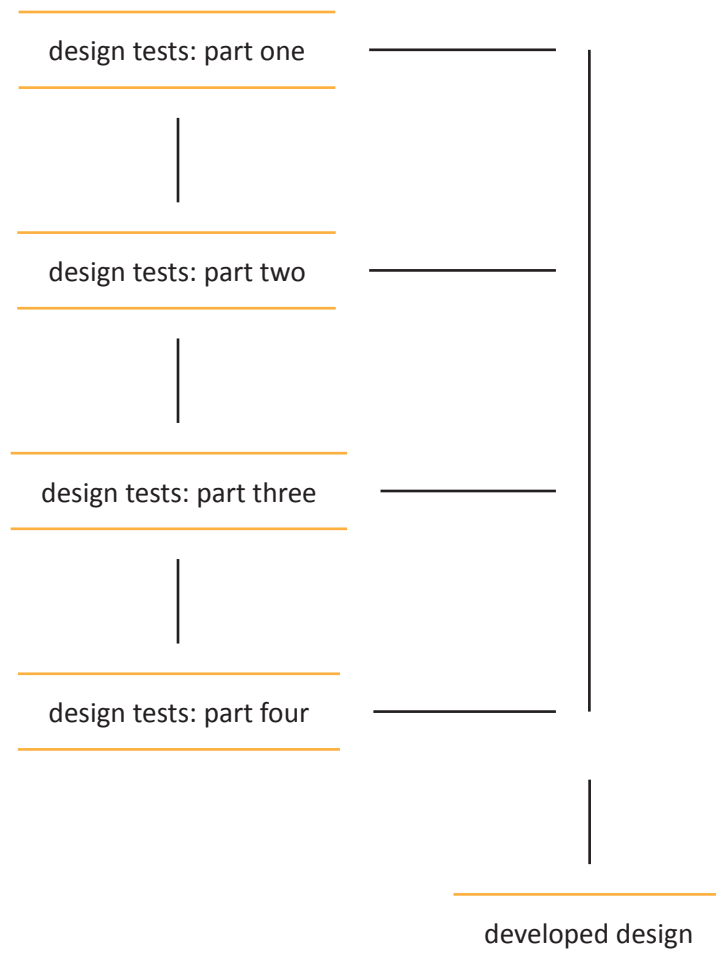 design tests: part one
design tests: part two
design tests: part three
design tests: part four
developed design